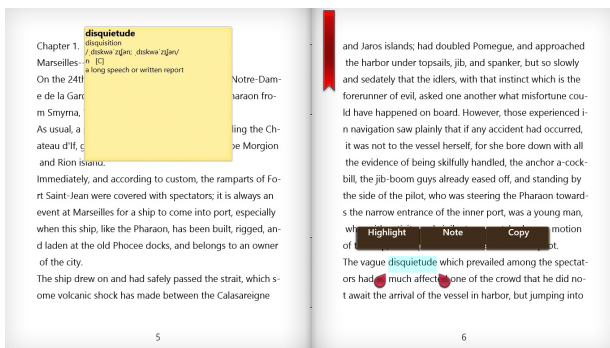 Chapter 1.
Marseilles--
On the 24th
Notre-Dam-
e de la Gard
haraon fro-
m Smyrna,
As usual, a
ling the Ch-
ateau d'If, g
pe Morgion
and Rion island.
Immediately, and according to custom, the ramparts of Fo-
rt Saint-Jean were covered with spectators; it is always an
event at Marseilles for a ship to come into port, especially
when this ship, like the Pharaon, has been built, rigged, an-
d laden at the old Phocee docks, and belongs to an owner
of the city.
The ship drew on and had safely passed the strait, which s-
ome volcanic shock has made between the Calasareigne
5
disquietude
disquisition
/ˌdɪskwəˈzɪʃən; ˌdɪskwəˈzɪʃən/
n [C]
a long speech or written report
and Jaros islands; had doubled Pomegue, and approached
the harbor under topsails, jib, and spanker, but so slowly
and sedately that the idlers, with that instinct which is the
forerunner of evil, asked one another what misfortune cou-
ld have happened on board. However, those experienced i-
n navigation saw plainly that if any accident had occurred,
it was not to the vessel herself, for she bore down with all
the evidence of being skilfully handled, the anchor a-cock-
bill, the jib-boom guys already eased off, and standing by
the side of the pilot, who was steering the Pharaon toward-
s the narrow entrance of the inner port, was a young man,
motion
of
ot.
Highlight Note Copy
The vague disquietude which prevailed among the spectat-
ors had so much affected one of the crowd that he did no-
t await the arrival of the vessel in harbor, but jumping into
6